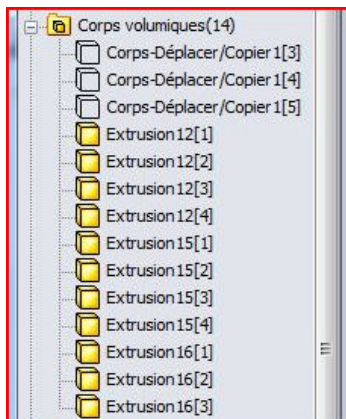 Corps volumiques(14)
Corps-Déplacer/Copier1[3]
Corps-Déplacer/Copier1[4]
Corps-Déplacer/Copier1[5]
Extrusion12[1]
Extrusion12[2]
Extrusion12[3]
Extrusion12[4]
Extrusion15[1]
Extrusion15[2]
Extrusion15[3]
Extrusion15[4]
Extrusion16[1]
Extrusion16[2]
Extrusion16[3]